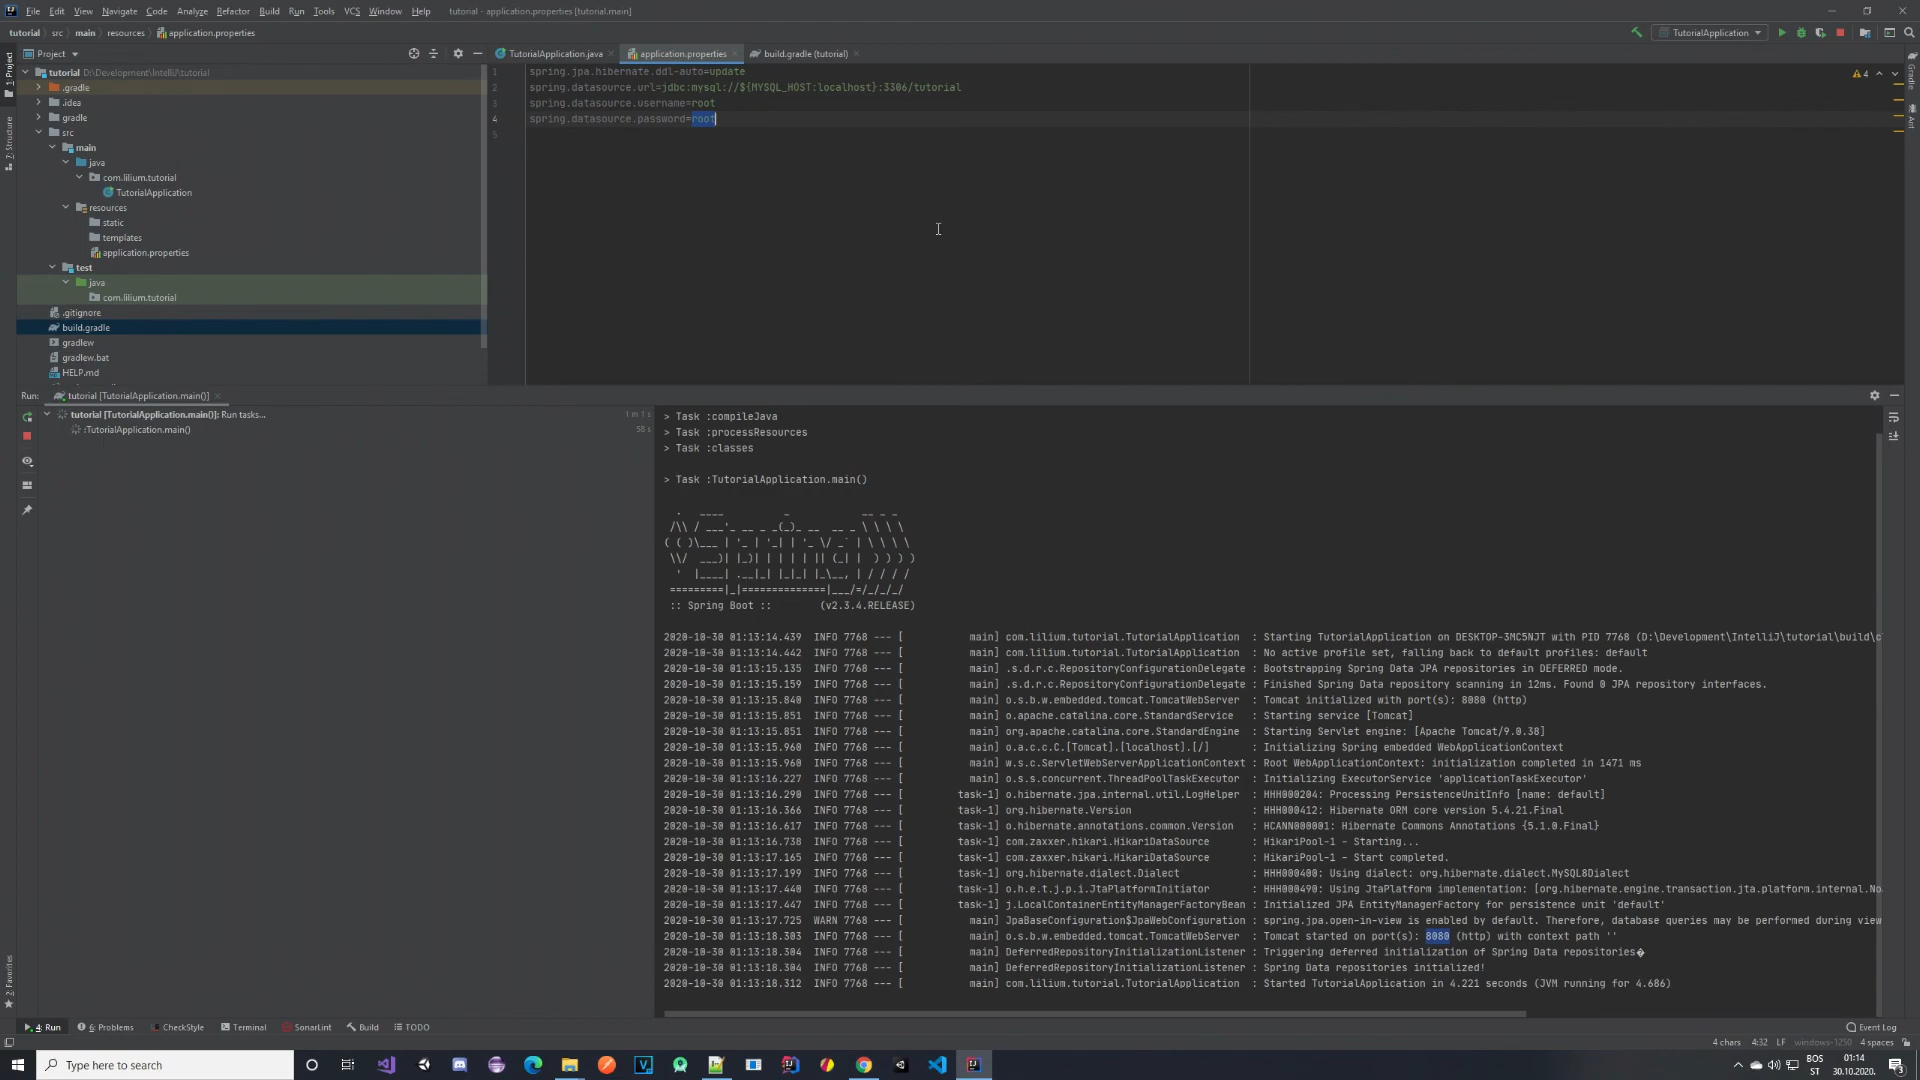 File Edit View Navigate Code Analyze Refactor Build Run Tools VCS Window Help tutorial - application.properties [tutorial.main]
tutorial src main resources application.properties
TutorialApplication
Project
TutorialApplication.java application.properties build.gradle (tutorial)
1: Project
7: Structure
2: Favorites
Gradle
Ant
tutorial D:\Development\IntelliJ\tutorial
.gradle
.idea
gradle
src
main
java
com.lilium.tutorial
TutorialApplication
resources
static
templates
application.properties
test
java
com.lilium.tutorial
.gitignore
build.gradle
gradlew
gradlew.bat
HELP.md
1 spring.jpa.hibernate.ddl-auto=update
2 spring.datasource.url=jdbc:mysql://${MYSQL_HOST:localhost}:3306/tutorial
3 spring.datasource.username=root
4 spring.datasource.password=root
5
4
Run: tutorial [TutorialApplication.main()]
tutorial [TutorialApplication.main()]: Run tasks... 1 m 1 s
:TutorialApplication.main() 58 s
> Task :compileJava
> Task :processResources
> Task :classes
> Task :TutorialApplication.main()
:: Spring Boot :: (v2.3.4.RELEASE)
2020-10-30 01:13:14.439 INFO 7768 --- [ main] com.lilium.tutorial.TutorialApplication : Starting TutorialApplication on DESKTOP-3MC5NJT with PID 7768 (D:\Development\IntelliJ\tutorial\build\c
2020-10-30 01:13:14.442 INFO 7768 --- [ main] com.lilium.tutorial.TutorialApplication : No active profile set, falling back to default profiles: default
2020-10-30 01:13:15.135 INFO 7768 --- [ main] .s.d.r.c.RepositoryConfigurationDelegate : Bootstrapping Spring Data JPA repositories in DEFERRED mode.
2020-10-30 01:13:15.159 INFO 7768 --- [ main] .s.d.r.c.RepositoryConfigurationDelegate : Finished Spring Data repository scanning in 12ms. Found 0 JPA repository interfaces.
2020-10-30 01:13:15.840 INFO 7768 --- [ main] o.s.b.w.embedded.tomcat.TomcatWebServer : Tomcat initialized with port(s): 8080 (http)
2020-10-30 01:13:15.851 INFO 7768 --- [ main] o.apache.catalina.core.StandardService : Starting service [Tomcat]
2020-10-30 01:13:15.851 INFO 7768 --- [ main] org.apache.catalina.core.StandardEngine : Starting Servlet engine: [Apache Tomcat/9.0.38]
2020-10-30 01:13:15.960 INFO 7768 --- [ main] o.a.c.c.C.[Tomcat].[localhost].[/] : Initializing Spring embedded WebApplicationContext
2020-10-30 01:13:15.960 INFO 7768 --- [ main] w.s.c.ServletWebServerApplicationContext : Root WebApplicationContext: initialization completed in 1471 ms
2020-10-30 01:13:16.227 INFO 7768 --- [ main] o.s.s.concurrent.ThreadPoolTaskExecutor : Initializing ExecutorService 'applicationTaskExecutor'
2020-10-30 01:13:16.290 INFO 7768 --- [ task-1] o.hibernate.jpa.internal.util.LogHelper : HHH000204: Processing PersistenceUnitInfo [name: default]
2020-10-30 01:13:16.366 INFO 7768 --- [ task-1] org.hibernate.Version : HHH000412: Hibernate ORM core version 5.4.21.Final
2020-10-30 01:13:16.617 INFO 7768 --- [ task-1] o.hibernate.annotations.common.Version : HCANN000001: Hibernate Commons Annotations {5.1.0.Final}
2020-10-30 01:13:16.738 INFO 7768 --- [ task-1] com.zaxxer.hikari.HikariDataSource : HikariPool-1 - Starting...
2020-10-30 01:13:17.165 INFO 7768 --- [ task-1] com.zaxxer.hikari.HikariDataSource : HikariPool-1 - Start completed.
2020-10-30 01:13:17.199 INFO 7768 --- [ task-1] org.hibernate.dialect.Dialect : HHH000400: Using dialect: org.hibernate.dialect.MySQL8Dialect
2020-10-30 01:13:17.440 INFO 7768 --- [ task-1] o.h.e.t.j.p.i.JtaPlatformInitiator : HHH000490: Using JtaPlatform implementation: [org.hibernate.engine.transaction.jta.platform.internal.No
2020-10-30 01:13:17.447 INFO 7768 --- [ task-1] j.LocalContainerEntityManagerFactoryBean : Initialized JPA EntityManagerFactory for persistence unit 'default'
2020-10-30 01:13:17.725 WARN 7768 --- [ main] JpaBaseConfiguration$JpaWebConfiguration : spring.jpa.open-in-view is enabled by default. Therefore, database queries may be performed during view
2020-10-30 01:13:18.303 INFO 7768 --- [ main] o.s.b.w.embedded.tomcat.TomcatWebServer : Tomcat started on port(s): 8080 (http) with context path ''
2020-10-30 01:13:18.304 INFO 7768 --- [ main] DeferredRepositoryInitializationListener : Triggering deferred initialization of Spring Data repositories�
2020-10-30 01:13:18.304 INFO 7768 --- [ main] DeferredRepositoryInitializationListener : Spring Data repositories initialized!
2020-10-30 01:13:18.312 INFO 7768 --- [ main] com.lilium.tutorial.TutorialApplication : Started TutorialApplication in 4.221 seconds (JVM running for 4.686)
4: Run 6: Problems CheckStyle Terminal SonarLint Build TODO Event Log
4 chars 4:32 LF windows-1250 4 spaces
Type here to search
BOS 01:14
ST 30.10.2020.
3